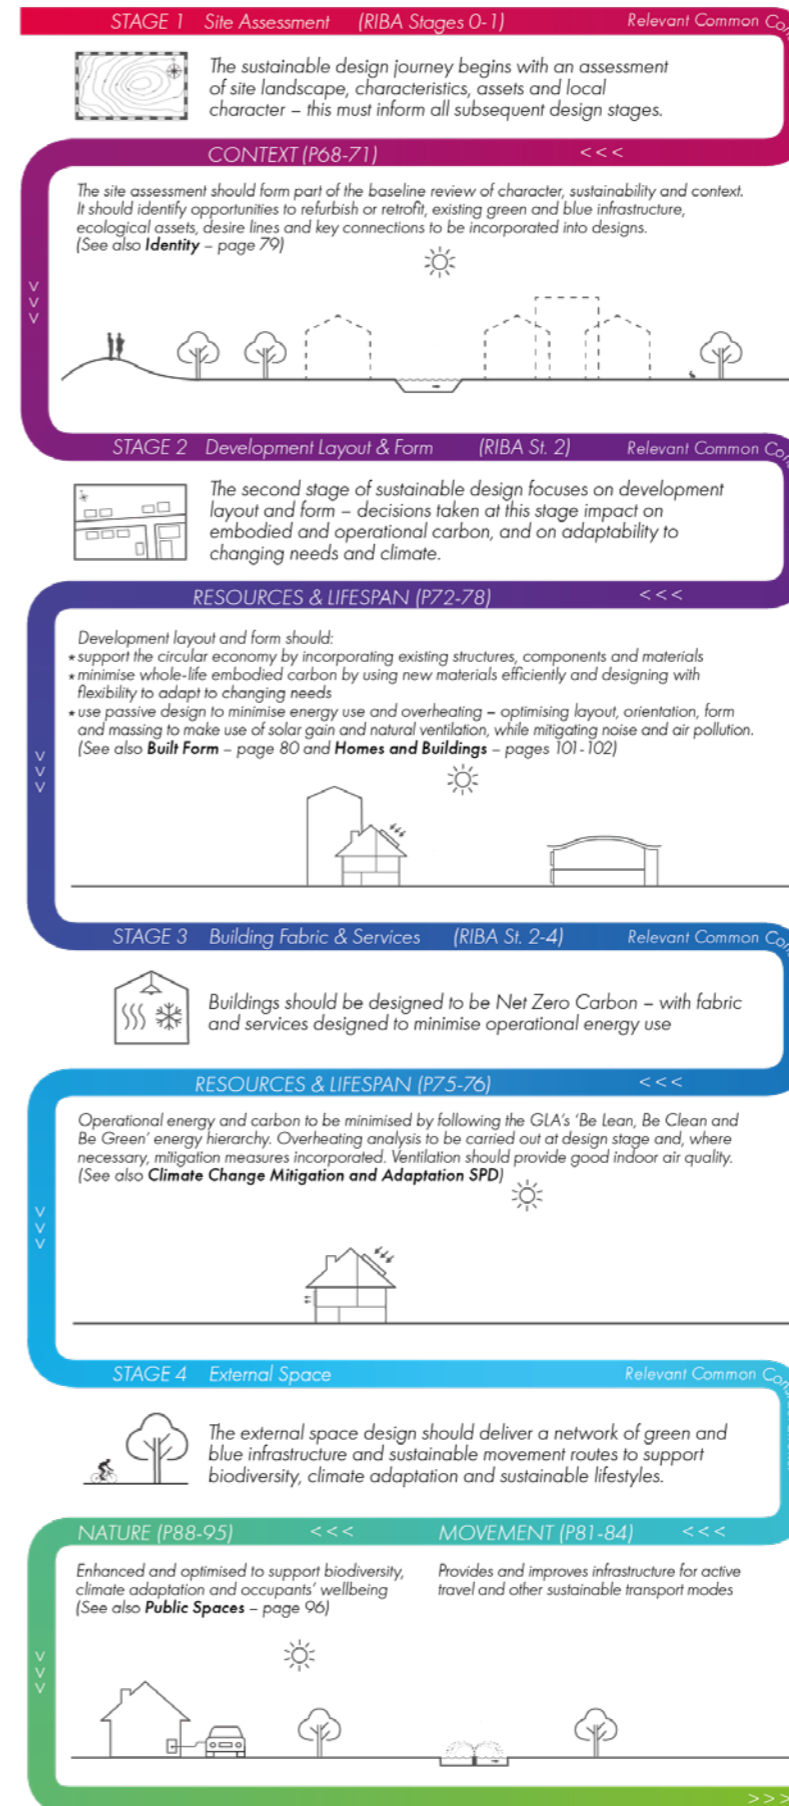 STAGE 1 Site Assessment (RIBA Stages 0-1) Relevant Common
The sustainable design journey begins with an assessment
of site landscape, characteristics, assets and local
character – this must inform all subsequent design stages.
CONTEXT (P68-71) <<<
The site assessment should form part of the baseline review of character, sustainability and context.
It should identify opportunities to refurbish or retrofit, existing green and blue infrastructure,
ecological assets, desire lines and key connections to be incorporated into designs.
(See also Identity – page 79)
STAGE 2 Development Layout & Form (RIBA St. 2) Relevant Common
The second stage of sustainable design focuses on development
layout and form – decisions taken at this stage impact on
embodied and operational carbon, and on adaptability to
changing needs and climate.
RESOURCES & LIFESPAN (P72-78) <<<
Development layout and form should:
* support the circular economy by incorporating existing structures, components and materials
* minimise whole-life embodied carbon by using new materials efficiently and designing with
flexibility to adapt to changing needs
* use passive design to minimise energy use and overheating – optimising layout, orientation, form
and massing to make use of solar gain and natural ventilation, while mitigating noise and air pollution.
(See also Built Form – page 80 and Homes and Buildings – pages 101-102)
STAGE 3 Building Fabric & Services (RIBA St. 2-4) Relevant Common
Buildings should be designed to be Net Zero Carbon – with fabric
and services designed to minimise operational energy use
RESOURCES & LIFESPAN (P75-76) <<<
Operational energy and carbon to be minimised by following the GLA's 'Be Lean, Be Clean and
Be Green' energy hierarchy. Overheating analysis to be carried out at design stage and, where
necessary, mitigation measures incorporated. Ventilation should provide good indoor air quality.
(See also Climate Change Mitigation and Adaptation SPD)
STAGE 4 External Space Relevant Common
The external space design should deliver a network of green and
blue infrastructure and sustainable movement routes to support
biodiversity, climate adaptation and sustainable lifestyles.
NATURE (P88-95) <<< MOVEMENT (P81-84) <<<
Enhanced and optimised to support biodiversity,
climate adaptation and occupants' wellbeing
(See also Public Spaces – page 96)
Provides and improves infrastructure for active
travel and other sustainable transport modes
>>>